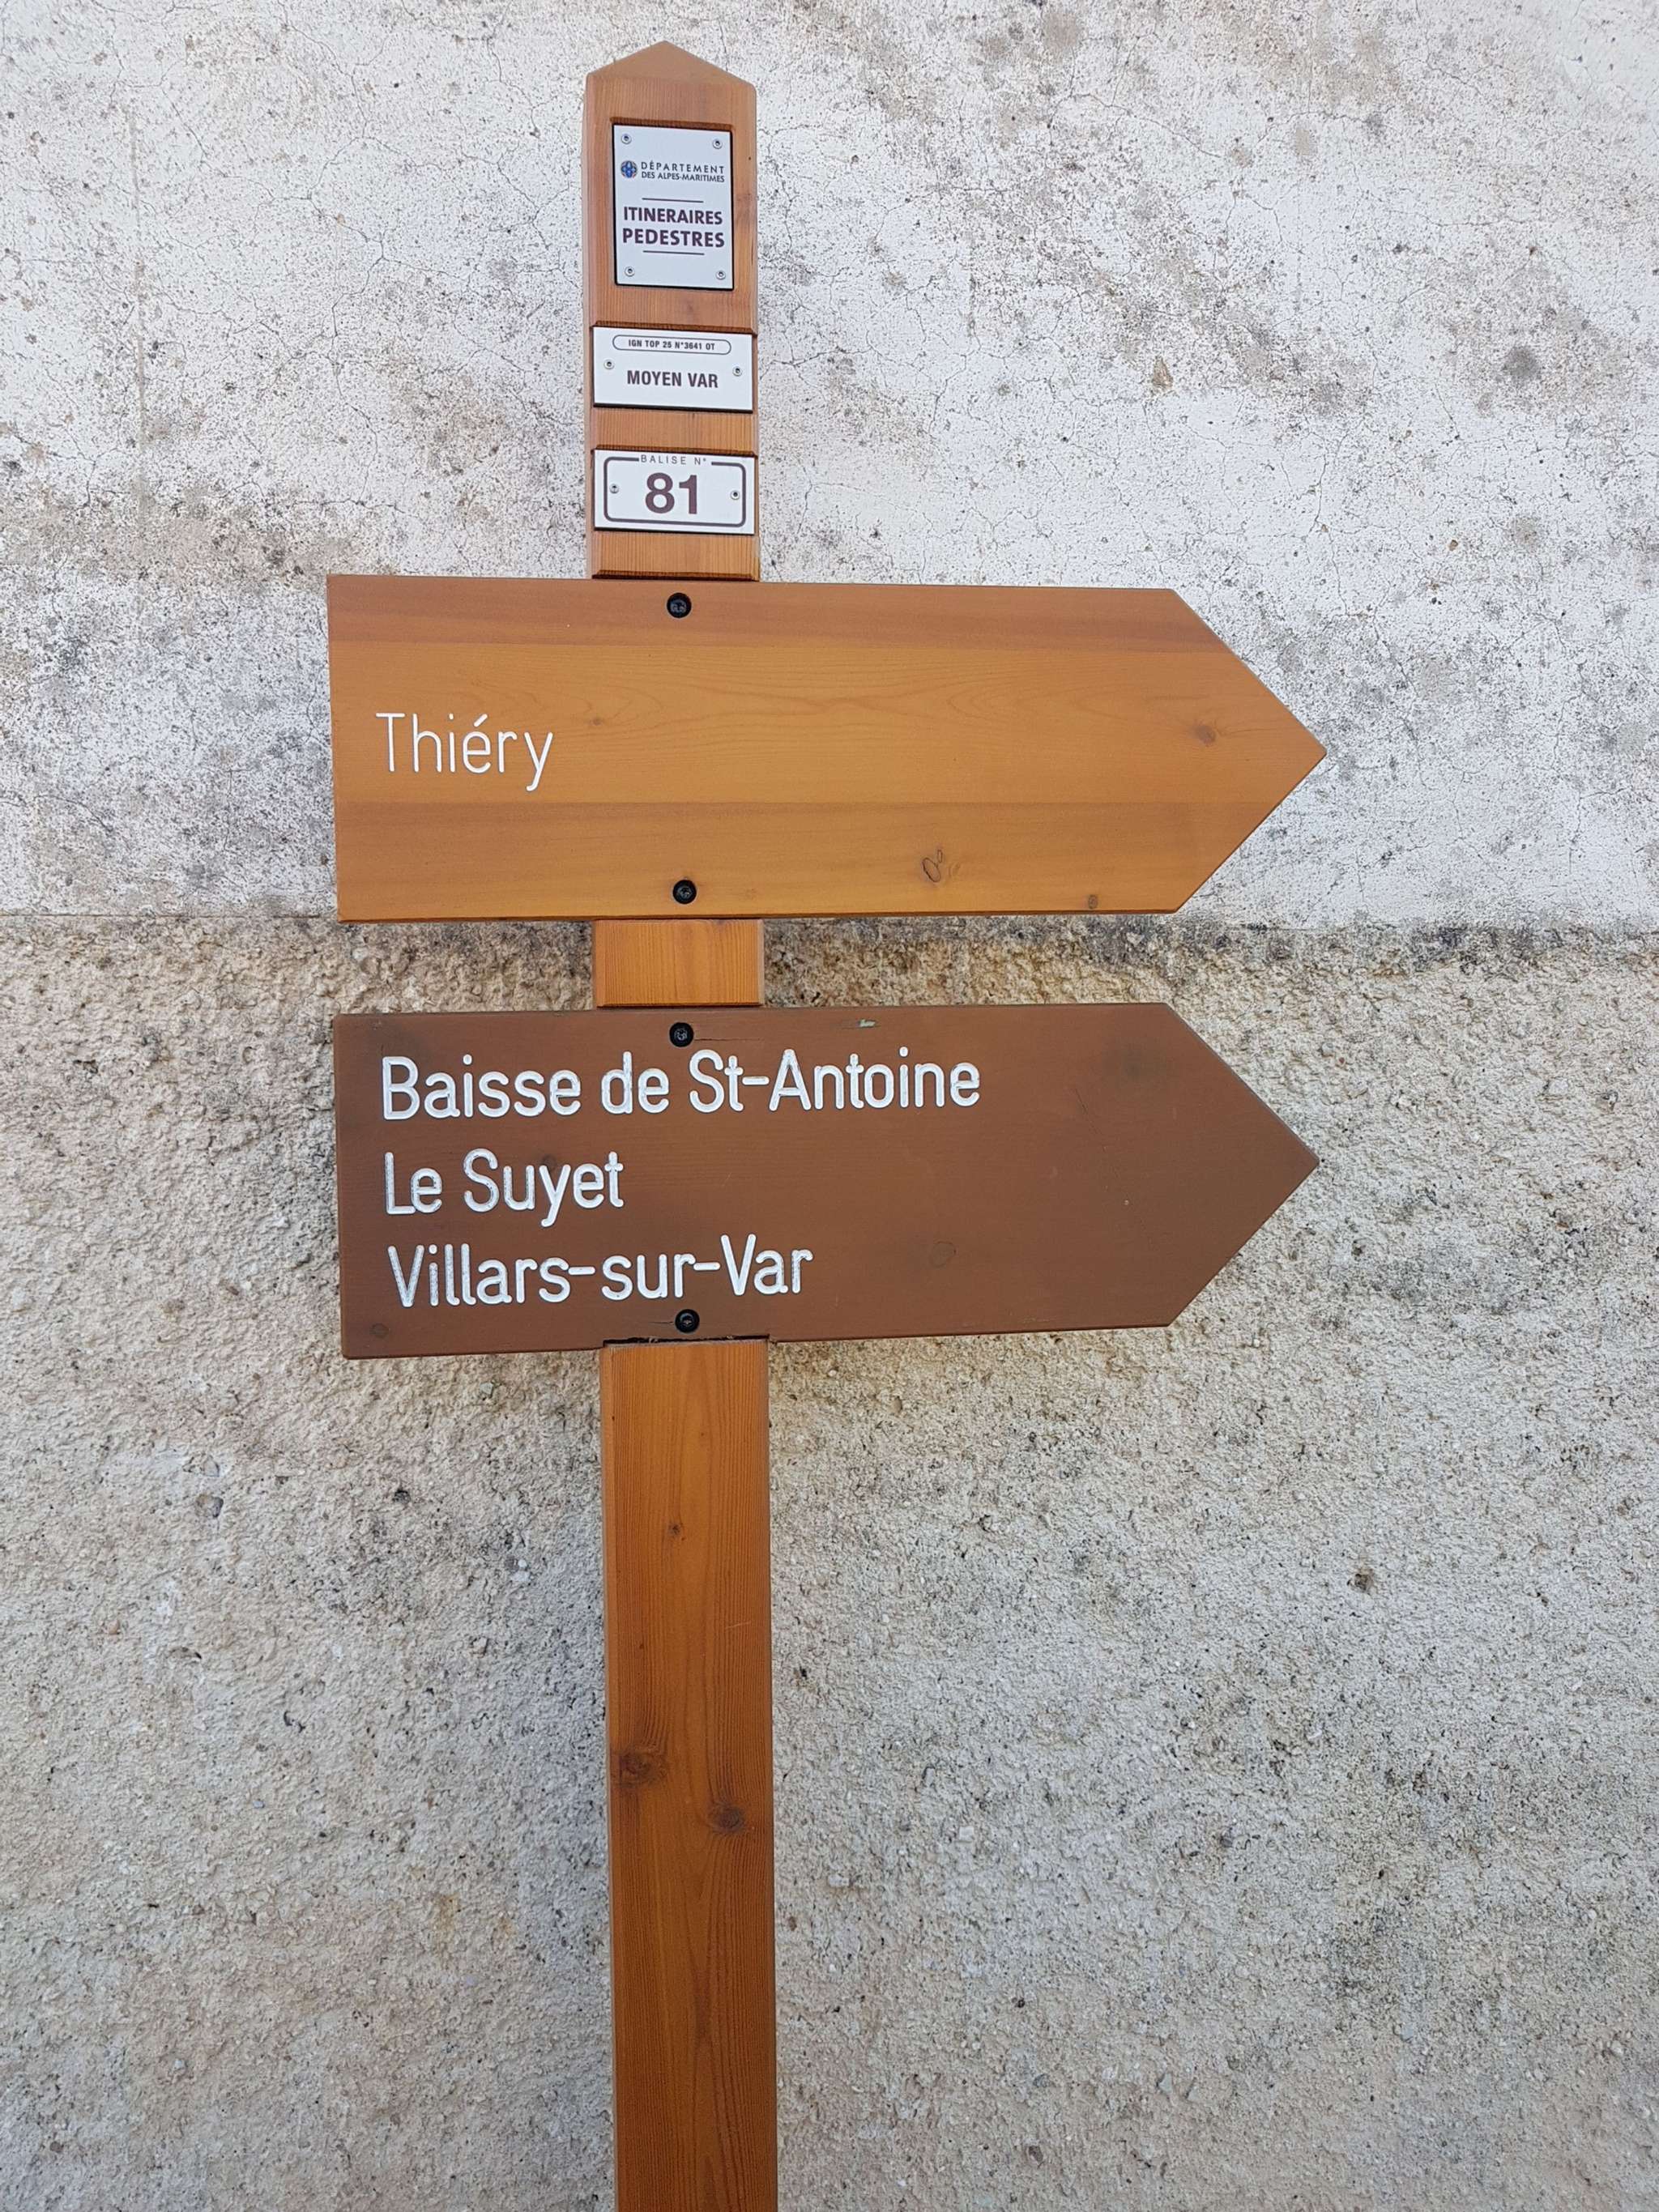 DÉPARTEMENT
DES ALPES-MARITIMES
ITINERAIRES
PEDESTRES
IGN TOP 25 N°3641 OT
MOYEN VAR
BALISE N°
81
Thiéry
Baisse de St-Antoine
Le Suyet
Villars-sur-Var